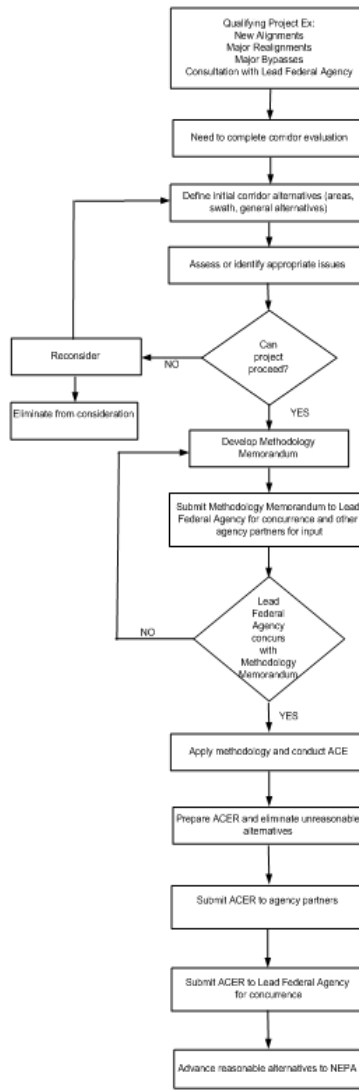 Qualifying Project Ex:
New Alignments
Major Realignments
Major Bypasses
Consultation with Lead Federal Agency
Need to complete corridor evaluation
Define initial corridor alternatives (areas,
swath, general alternatives)
Assess or identify appropriate issues
Can
project
proceed?
NO
Reconsider
Eliminate from consideration
YES
Develop Methodology
Memorandum
Submit Methodology Memorandum to Lead
Federal Agency for concurrence and other
agency partners for input
Lead
Federal
Agency
concurs
with
Methodology
Memorandum
NO
YES
Apply methodology and conduct ACE
Prepare ACER and eliminate unreasonable
alternatives
Submit ACER to agency partners
Submit ACER to Lead Federal Agency
for concurrence
Advance reasonable alternatives to NEPA